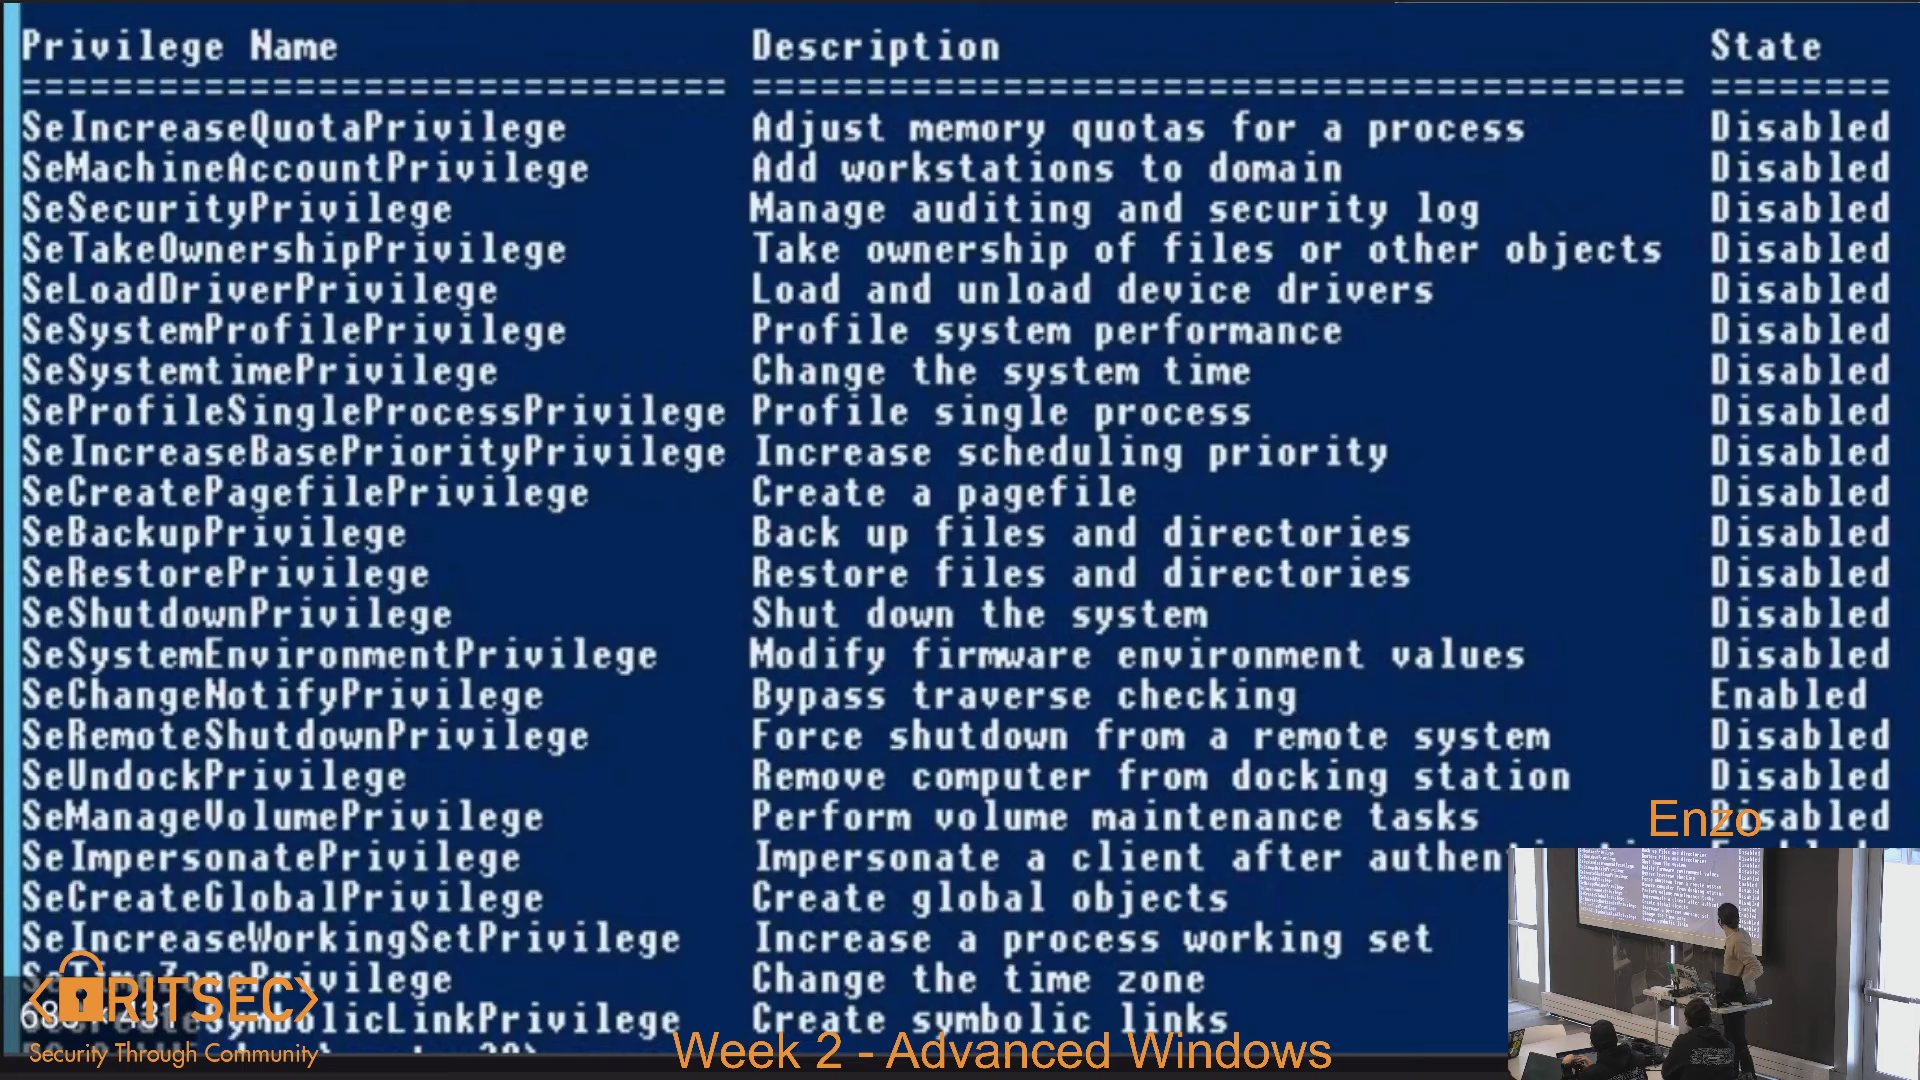 Privilege Name Description State
============================== ======================================== ========
SeIncreaseQuotaPrivilege Adjust memory quotas for a process Disabled
SeMachineAccountPrivilege Add workstations to domain Disabled
SeSecurityPrivilege Manage auditing and security log Disabled
SeTakeOwnershipPrivilege Take ownership of files or other objects Disabled
SeLoadDriverPrivilege Load and unload device drivers Disabled
SeSystemProfilePrivilege Profile system performance Disabled
SeSystemtimePrivilege Change the system time Disabled
SeProfileSingleProcessPrivilege Profile single process Disabled
SeIncreaseBasePriorityPrivilege Increase scheduling priority Disabled
SeCreatePagefilePrivilege Create a pagefile Disabled
SeBackupPrivilege Back up files and directories Disabled
SeRestorePrivilege Restore files and directories Disabled
SeShutdownPrivilege Shut down the system Disabled
SeSystemEnvironmentPrivilege Modify firmware environment values Disabled
SeChangeNotifyPrivilege Bypass traverse checking Enabled
SeRemoteShutdownPrivilege Force shutdown from a remote system Disabled
SeUndockPrivilege Remove computer from docking station Disabled
SeManageVolumePrivilege Perform volume maintenance tasks Disabled
Enzo
SeImpersonatePrivilege Impersonate a client after authen
SeCreateGlobalPrivilege Create global objects
SeIncreaseWorkingSetPrivilege Increase a process working set
SeTimeZonePrivilege Change the time zone
SymbolicLinkPrivilege Create symbolic links
RITSEC
Security Through Community
Week 2 - Advanced Windows